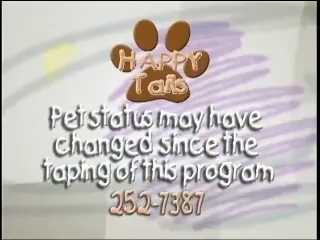 HAPPY
Tails
Pet status may have
changed since the
taping of this program
252-7387